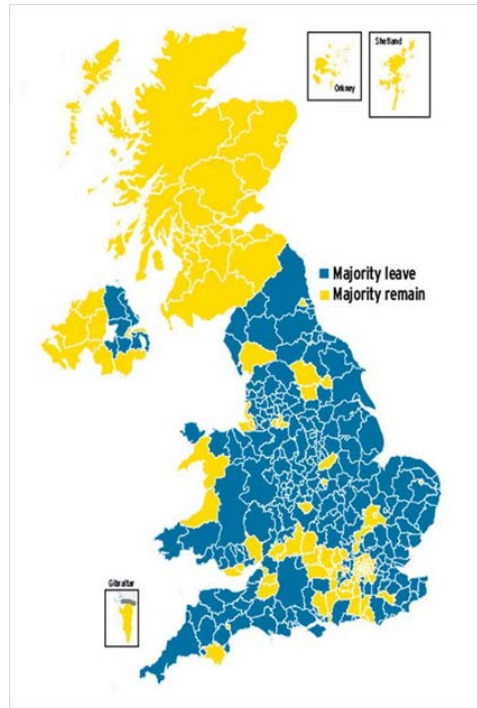 Shetland
Orkney
Majority leave
Majority remain
Gibraltar